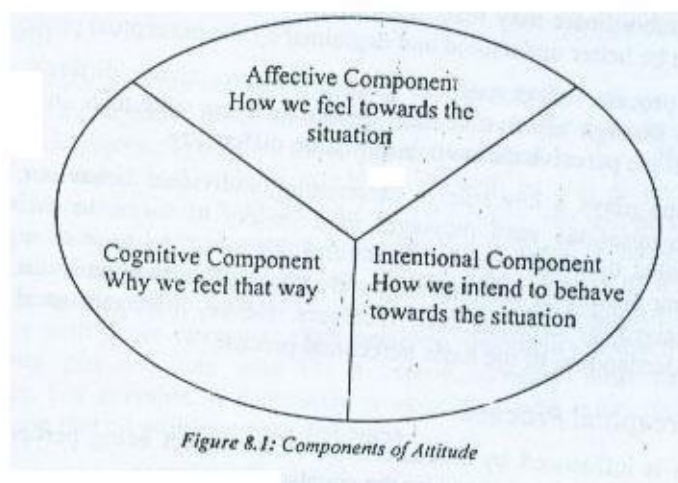 Affective Component
How we feel towards the
situation
Cognitive Component
Why we feel that way
Intentional Component
How we intend to behave
towards the situation
Figure 8.1: Components of Attitude